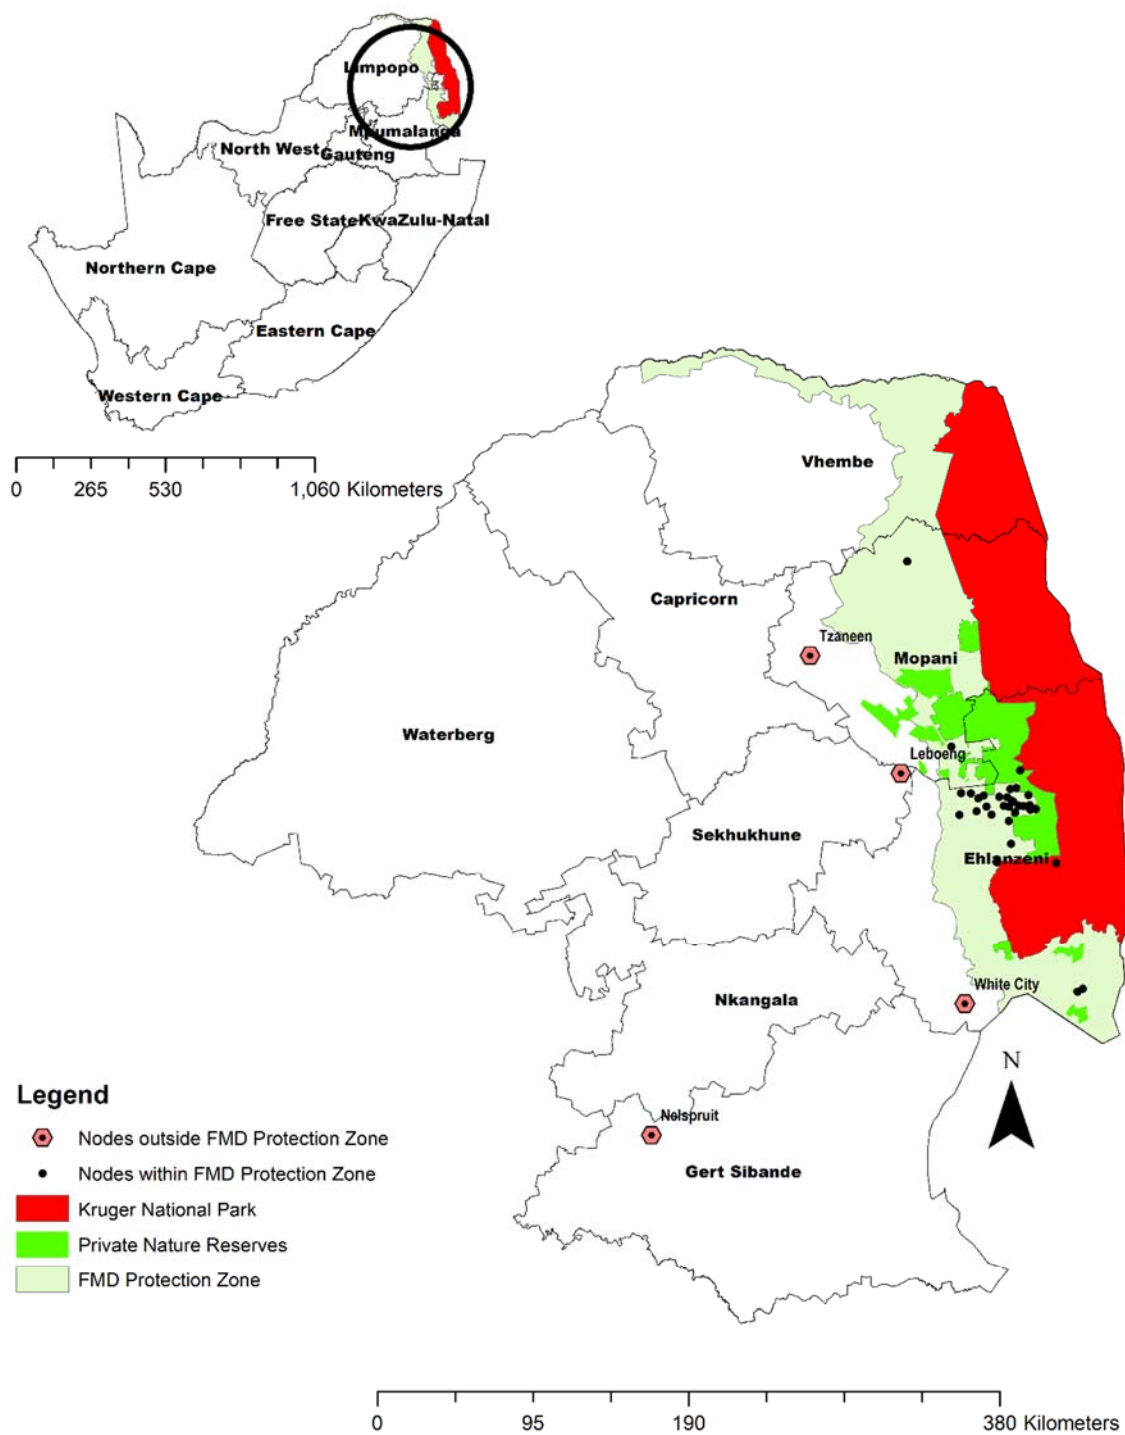 Limpopo
Mpumalanga
North West
Gauteng
Free State
KwaZulu-Natal
Northern Cape
Eastern Cape
Western Cape
0 265 530 1,060 Kilometers
Vhembe
Capricorn
Tzaneen
Mopani
Waterberg
Leboeng
Sekhukhune
Ehlanzeni
White City
Nkangala
N
Nelspruit
Gert Sibande
Legend
Nodes outside FMD Protection Zone
Nodes within FMD Protection Zone
Kruger National Park
Private Nature Reserves
FMD Protection Zone
0 95 190 380 Kilometers